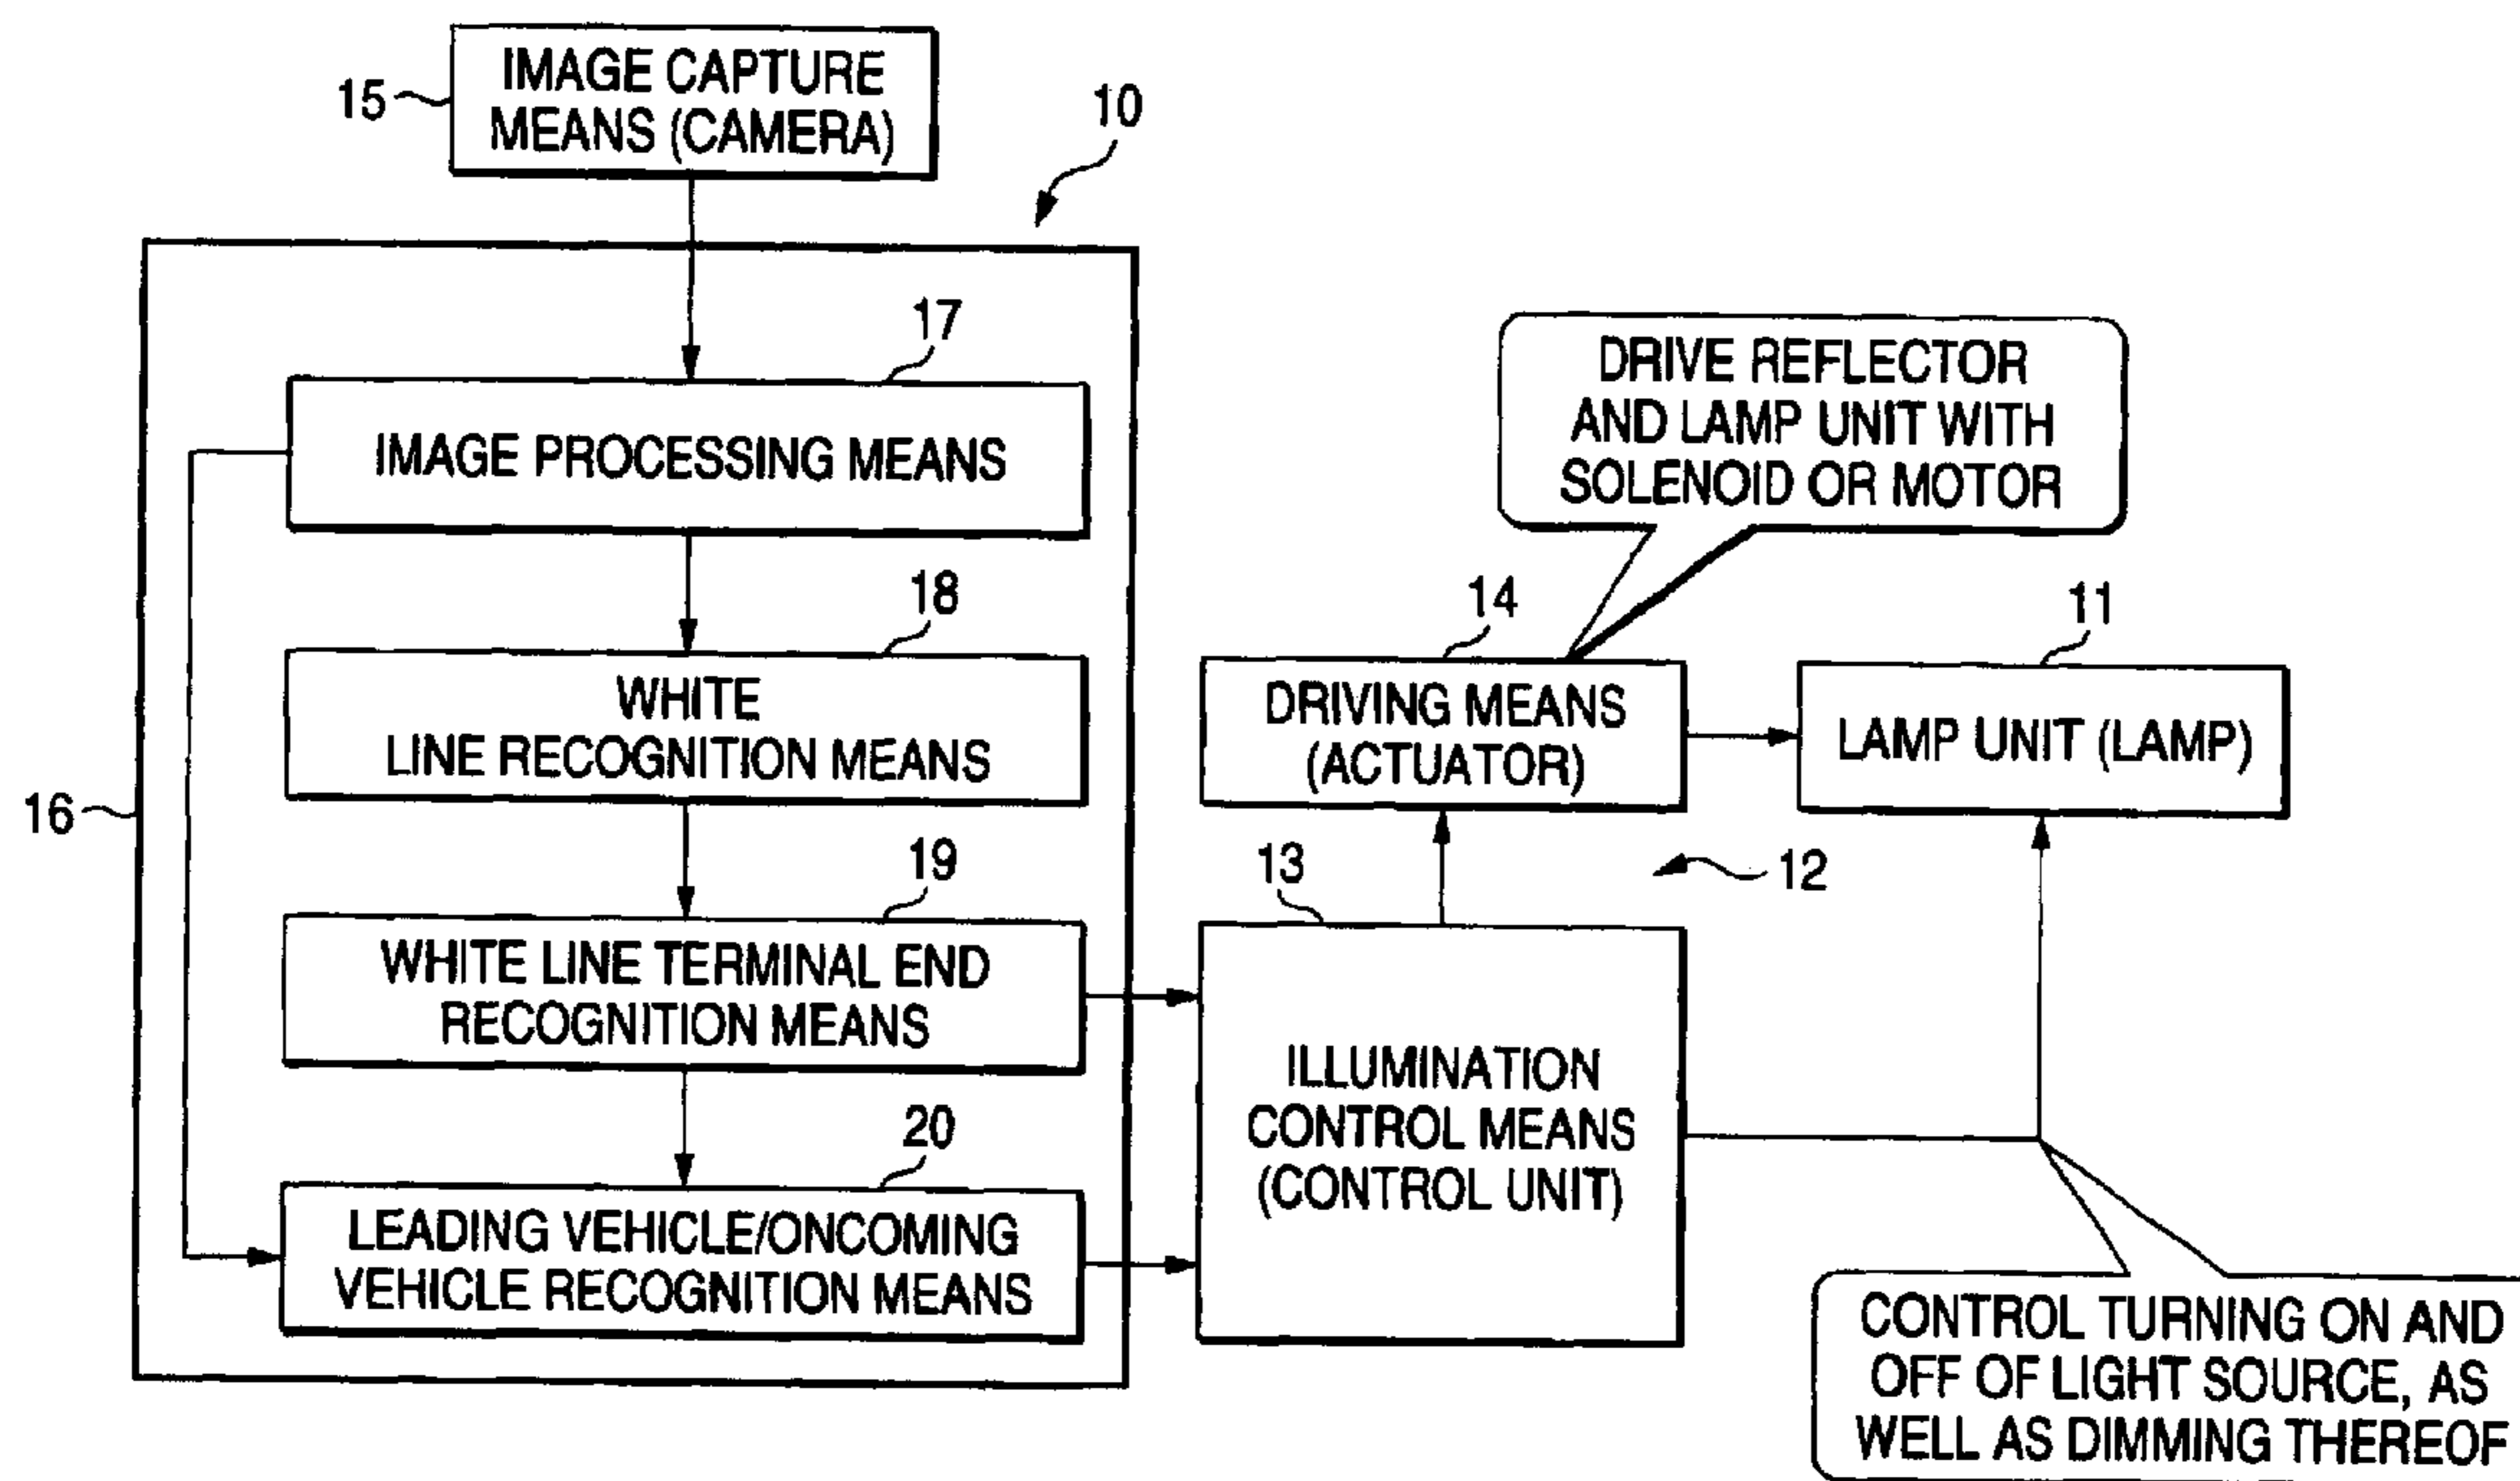 IMAGE CAPTURE
MEANS (CAMERA)
15
10
17
IMAGE PROCESSING MEANS
DRIVE REFLECTOR
AND LAMP UNIT WITH
SOLENOID OR MOTOR
18
WHITE
LINE RECOGNITION MEANS
14
DRIVING MEANS
(ACTUATOR)
11
LAMP UNIT (LAMP)
16
19
WHITE LINE TERMINAL END
RECOGNITION MEANS
13
12
ILLUMINATION
CONTROL MEANS
(CONTROL UNIT)
20
LEADING VEHICLE/ONCOMING
VEHICLE RECOGNITION MEANS
CONTROL TURNING ON AND
OFF OF LIGHT SOURCE, AS
WELL AS DIMMING THEREOF